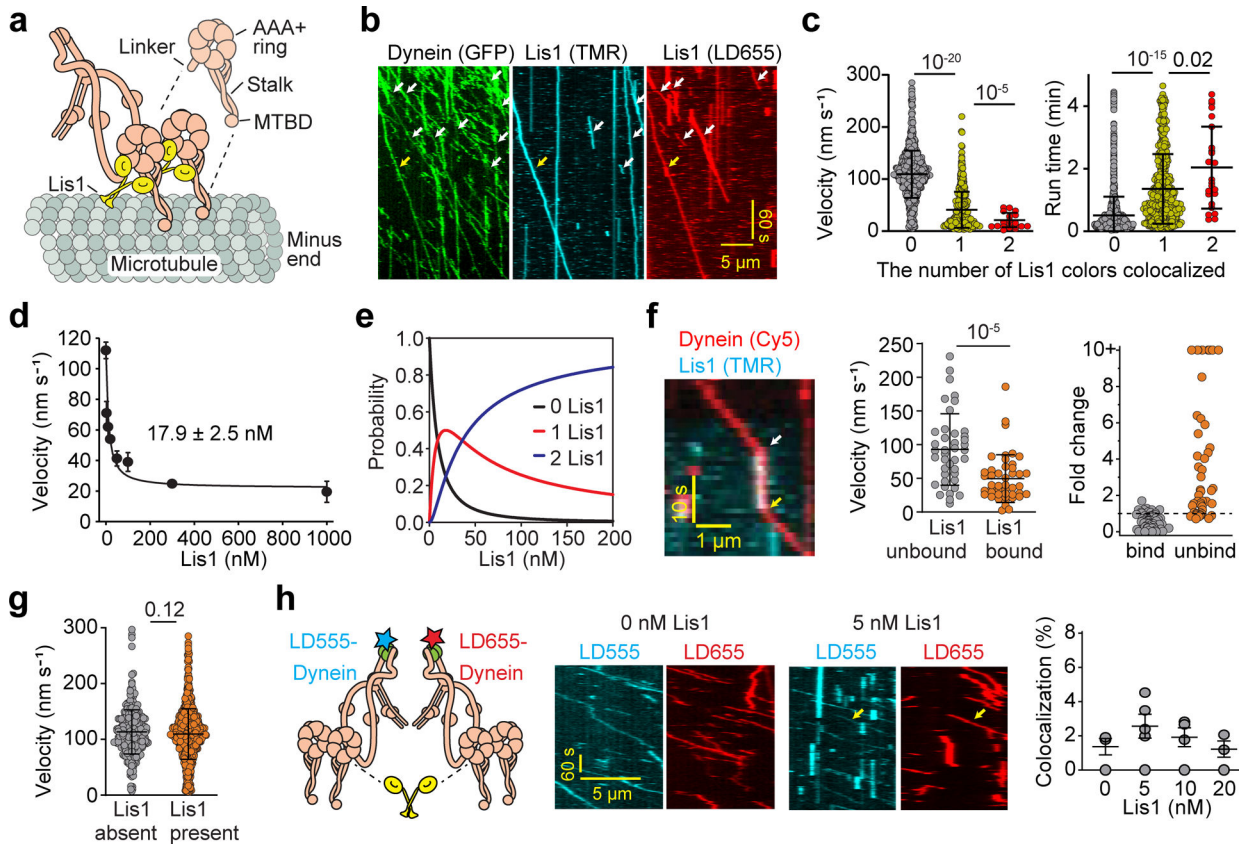 a
Linker
AAA+
ring
Stalk
MTBD
Lis1
Microtubule
Minus
end
b
Dynein (GFP)
Lis1 (TMR)
Lis1 (LD655)
60 s
5 µm
c
Velocity (nm s⁻¹)
300
200
100
0
10⁻²⁰
10⁻⁵
0 1 2
Run time (min)
4
2
0
10⁻¹⁵
0.02
0 1 2
The number of Lis1 colors colocalized
d
Velocity (nm s⁻¹)
120
100
80
60
40
20
0
17.9 ± 2.5 nM
0 200 400 600 800 1000
Lis1 (nM)
e
Probability
1.0
0.8
0.6
0.4
0.2
0.0
0 Lis1
1 Lis1
2 Lis1
0 50 100 150 200
Lis1 (nM)
f
Dynein (Cy5)
Lis1 (TMR)
10 s
1 µm
Velocity (nm s⁻¹)
250
200
150
100
50
0
10⁻⁵
Lis1
unbound
Lis1
bound
Fold change
10+
8
6
4
2
0
bind unbind
g
Velocity (nm s⁻¹)
300
200
100
0
0.12
Lis1
absent
Lis1
present
h
LD555-
Dynein
LD655-
Dynein
0 nM Lis1
LD555
LD655
60 s
5 µm
5 nM Lis1
LD555
LD655
Colocalization (%)
8
6
4
2
0
0 5 10 20
Lis1 (nM)